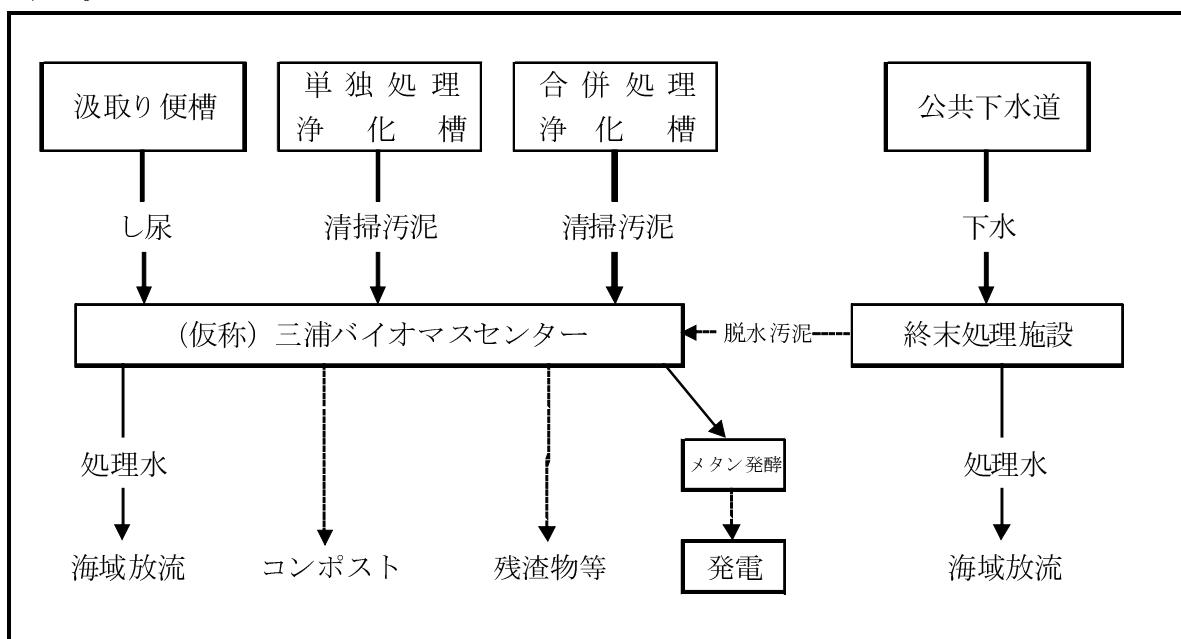 汲取り便槽
単独処理
浄化槽
合併処理
浄化槽
公共下水道
し尿
清掃汚泥
清掃汚泥
下水
(仮称)三浦バイオマスセンター
脱水汚泥
終末処理施設
処理水
メタン発酵
処理水
海域放流
コンポスト
残渣物等
発電
海域放流